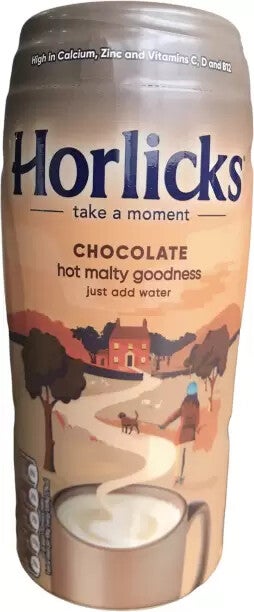 High in Calcium, Zinc and Vitamins C, D and B12
Horlicks
take a moment
CHOCOLATE
hot malty goodness
just add water